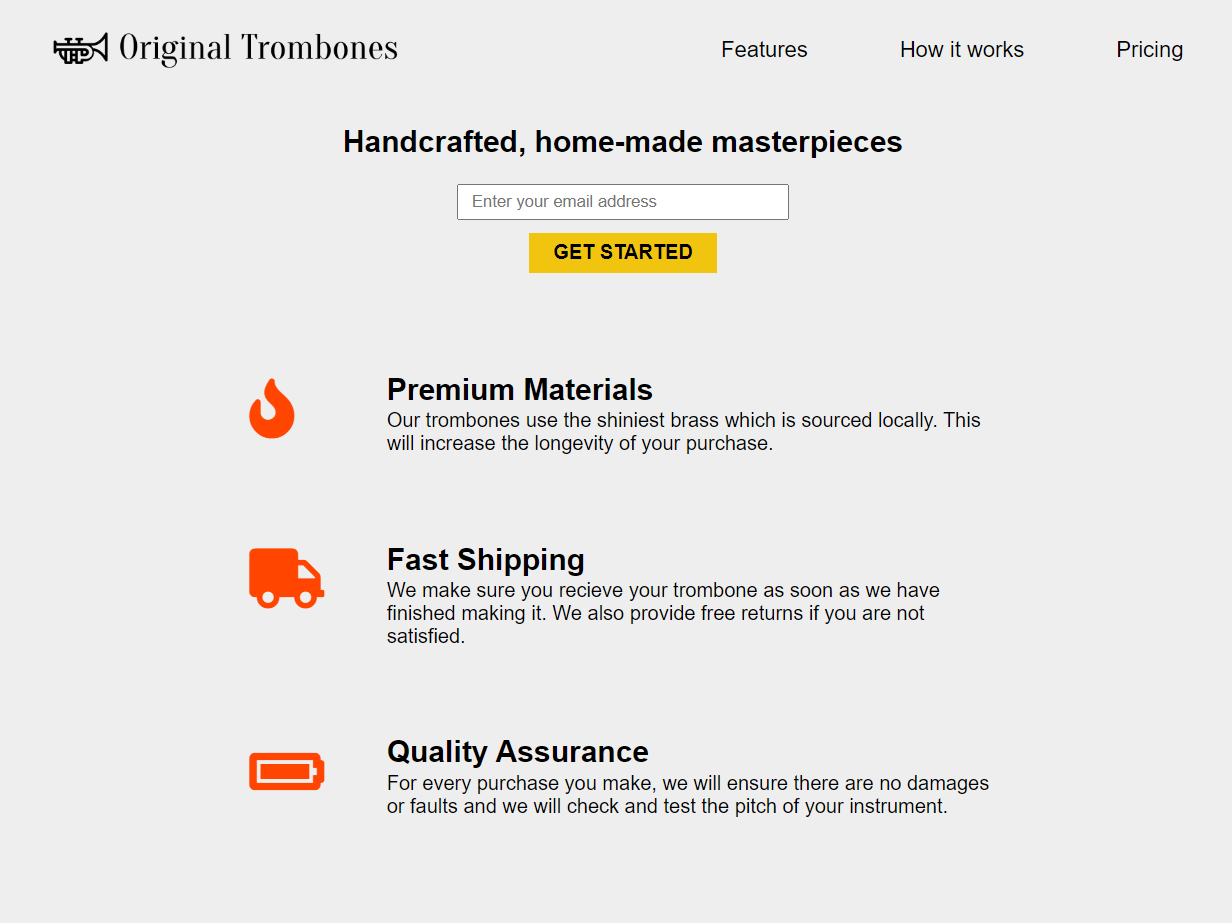 Original Trombones
Features
How it works
Pricing
Handcrafted, home-made masterpieces
Enter your email address
GET STARTED
Premium Materials
Our trombones use the shiniest brass which is sourced locally. This
will increase the longevity of your purchase.
Fast Shipping
We make sure you recieve your trombone as soon as we have
finished making it. We also provide free returns if you are not
satisfied.
Quality Assurance
For every purchase you make, we will ensure there are no damages
or faults and we will check and test the pitch of your instrument.